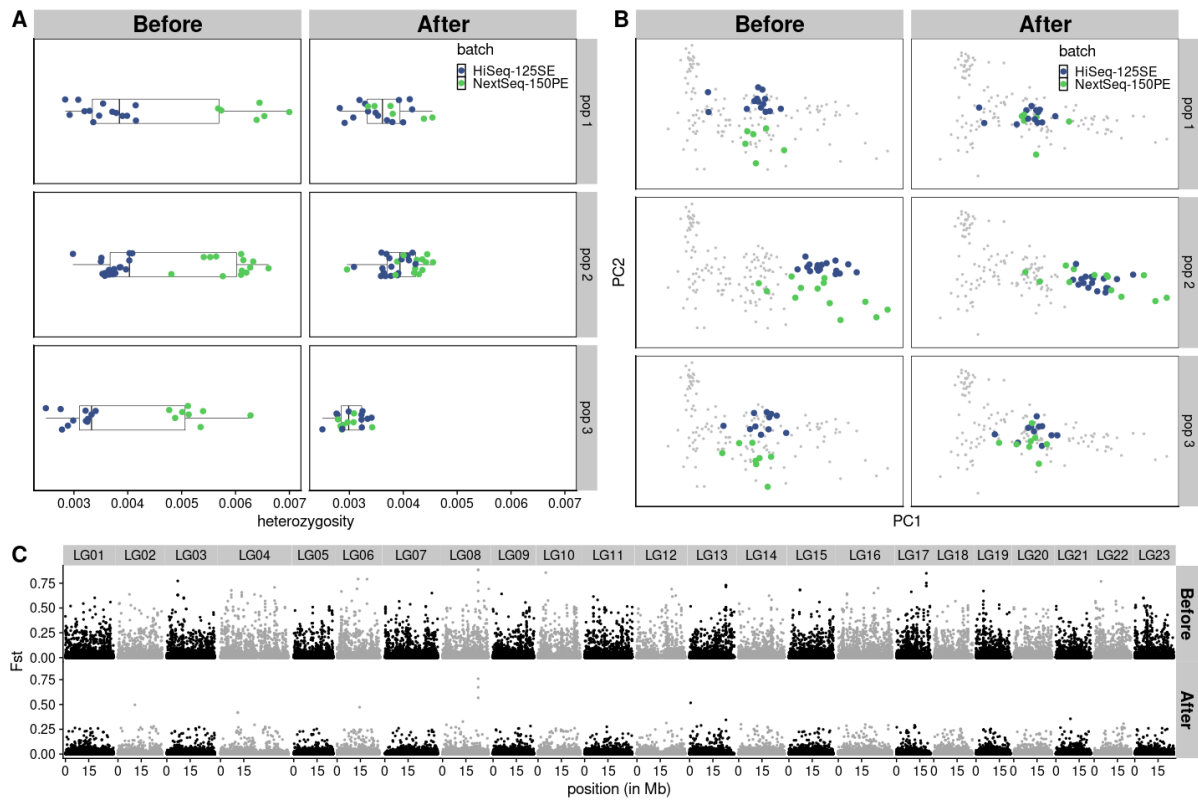 A
Before
After
batch
HiSeq-125SE
NextSeq-150PE
pop 1
pop 2
pop 3
0.003 0.004 0.005 0.006 0.007 0.003 0.004 0.005 0.006 0.007
heterozygosity
B
Before
After
batch
HiSeq-125SE
NextSeq-150PE
pop 1
pop 2
pop 3
PC2
PC1
C
LG01 LG02 LG03 LG04 LG05 LG06 LG07 LG08 LG09 LG10 LG11 LG12 LG13 LG14 LG15 LG16 LG17 LG18 LG19 LG20 LG21 LG22 LG23
0.75
0.50
0.25
0.00
Before
Fst
0.75
0.50
0.25
0.00
After
0 15 0 15 0 15 0 15 0 15 0 15 0 15 0 15 0 15 0 15 0 15 0 15 0 15 0 15 0 15 0 15 0 15 0 15 0 15 0 15 0 15 0 15 0 15
position (in Mb)